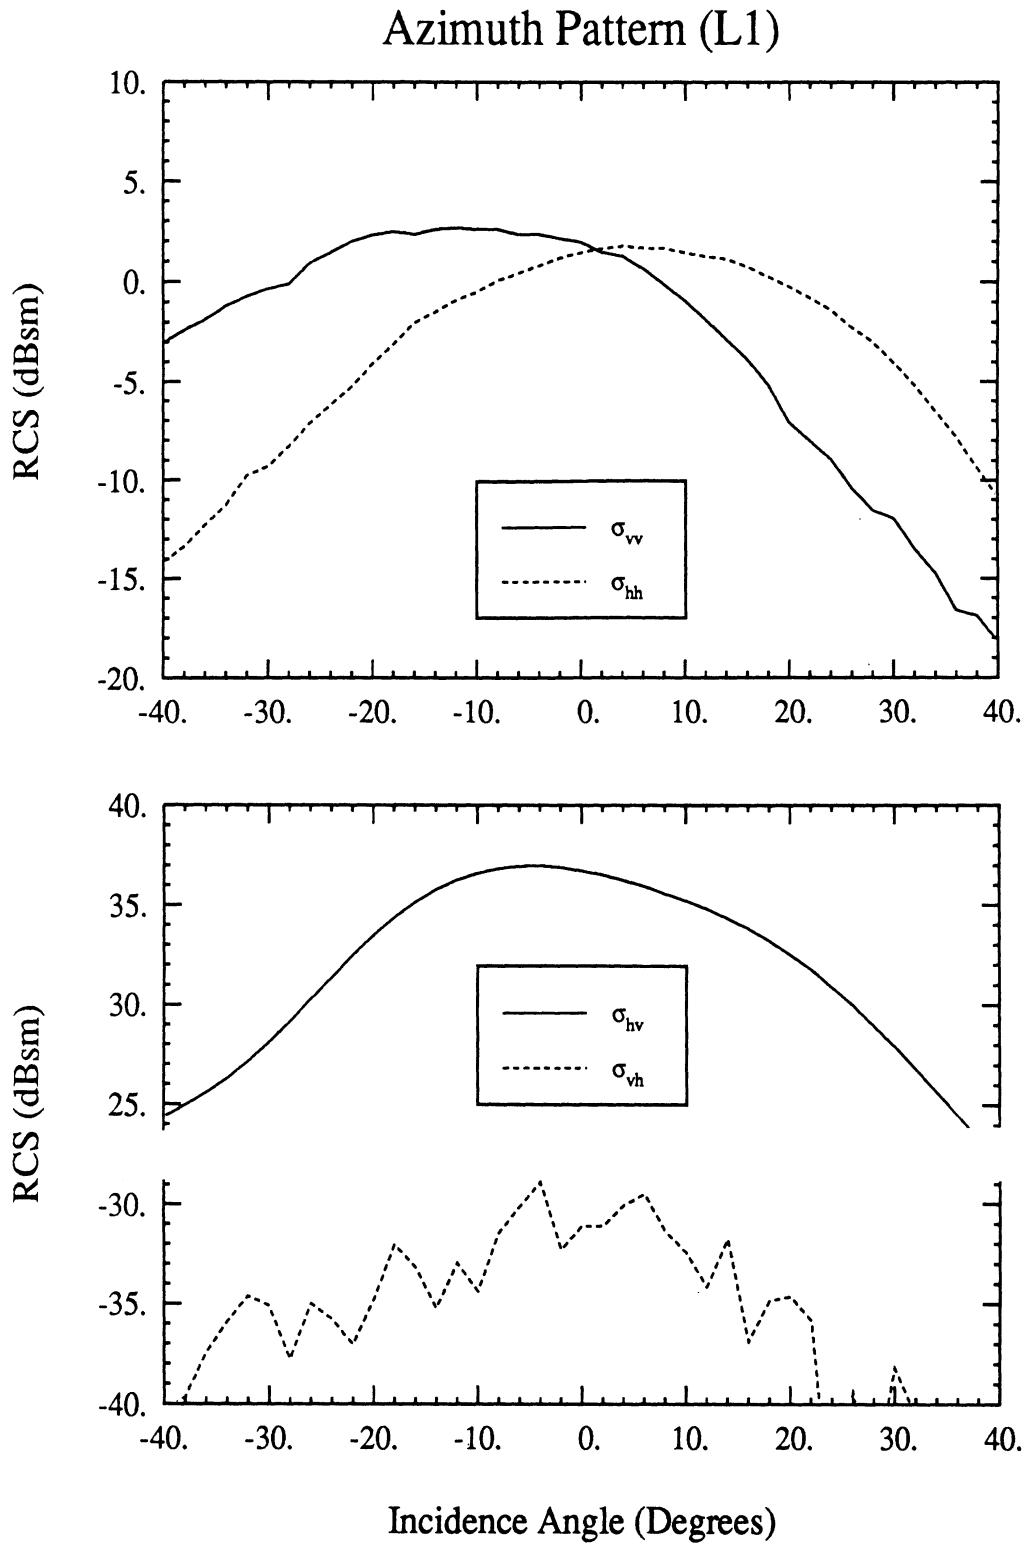 Azimuth Pattern (L1)
10.
5.
0.
-5.
-10.
-15.
-20.
RCS (dBsm)
σvv
σhh
-40. -30. -20. -10. 0. 10. 20. 30. 40.
40.
35.
30.
25.
-30.
-35.
-40.
RCS (dBsm)
σhv
σvh
-40. -30. -20. -10. 0. 10. 20. 30. 40.
Incidence Angle (Degrees)